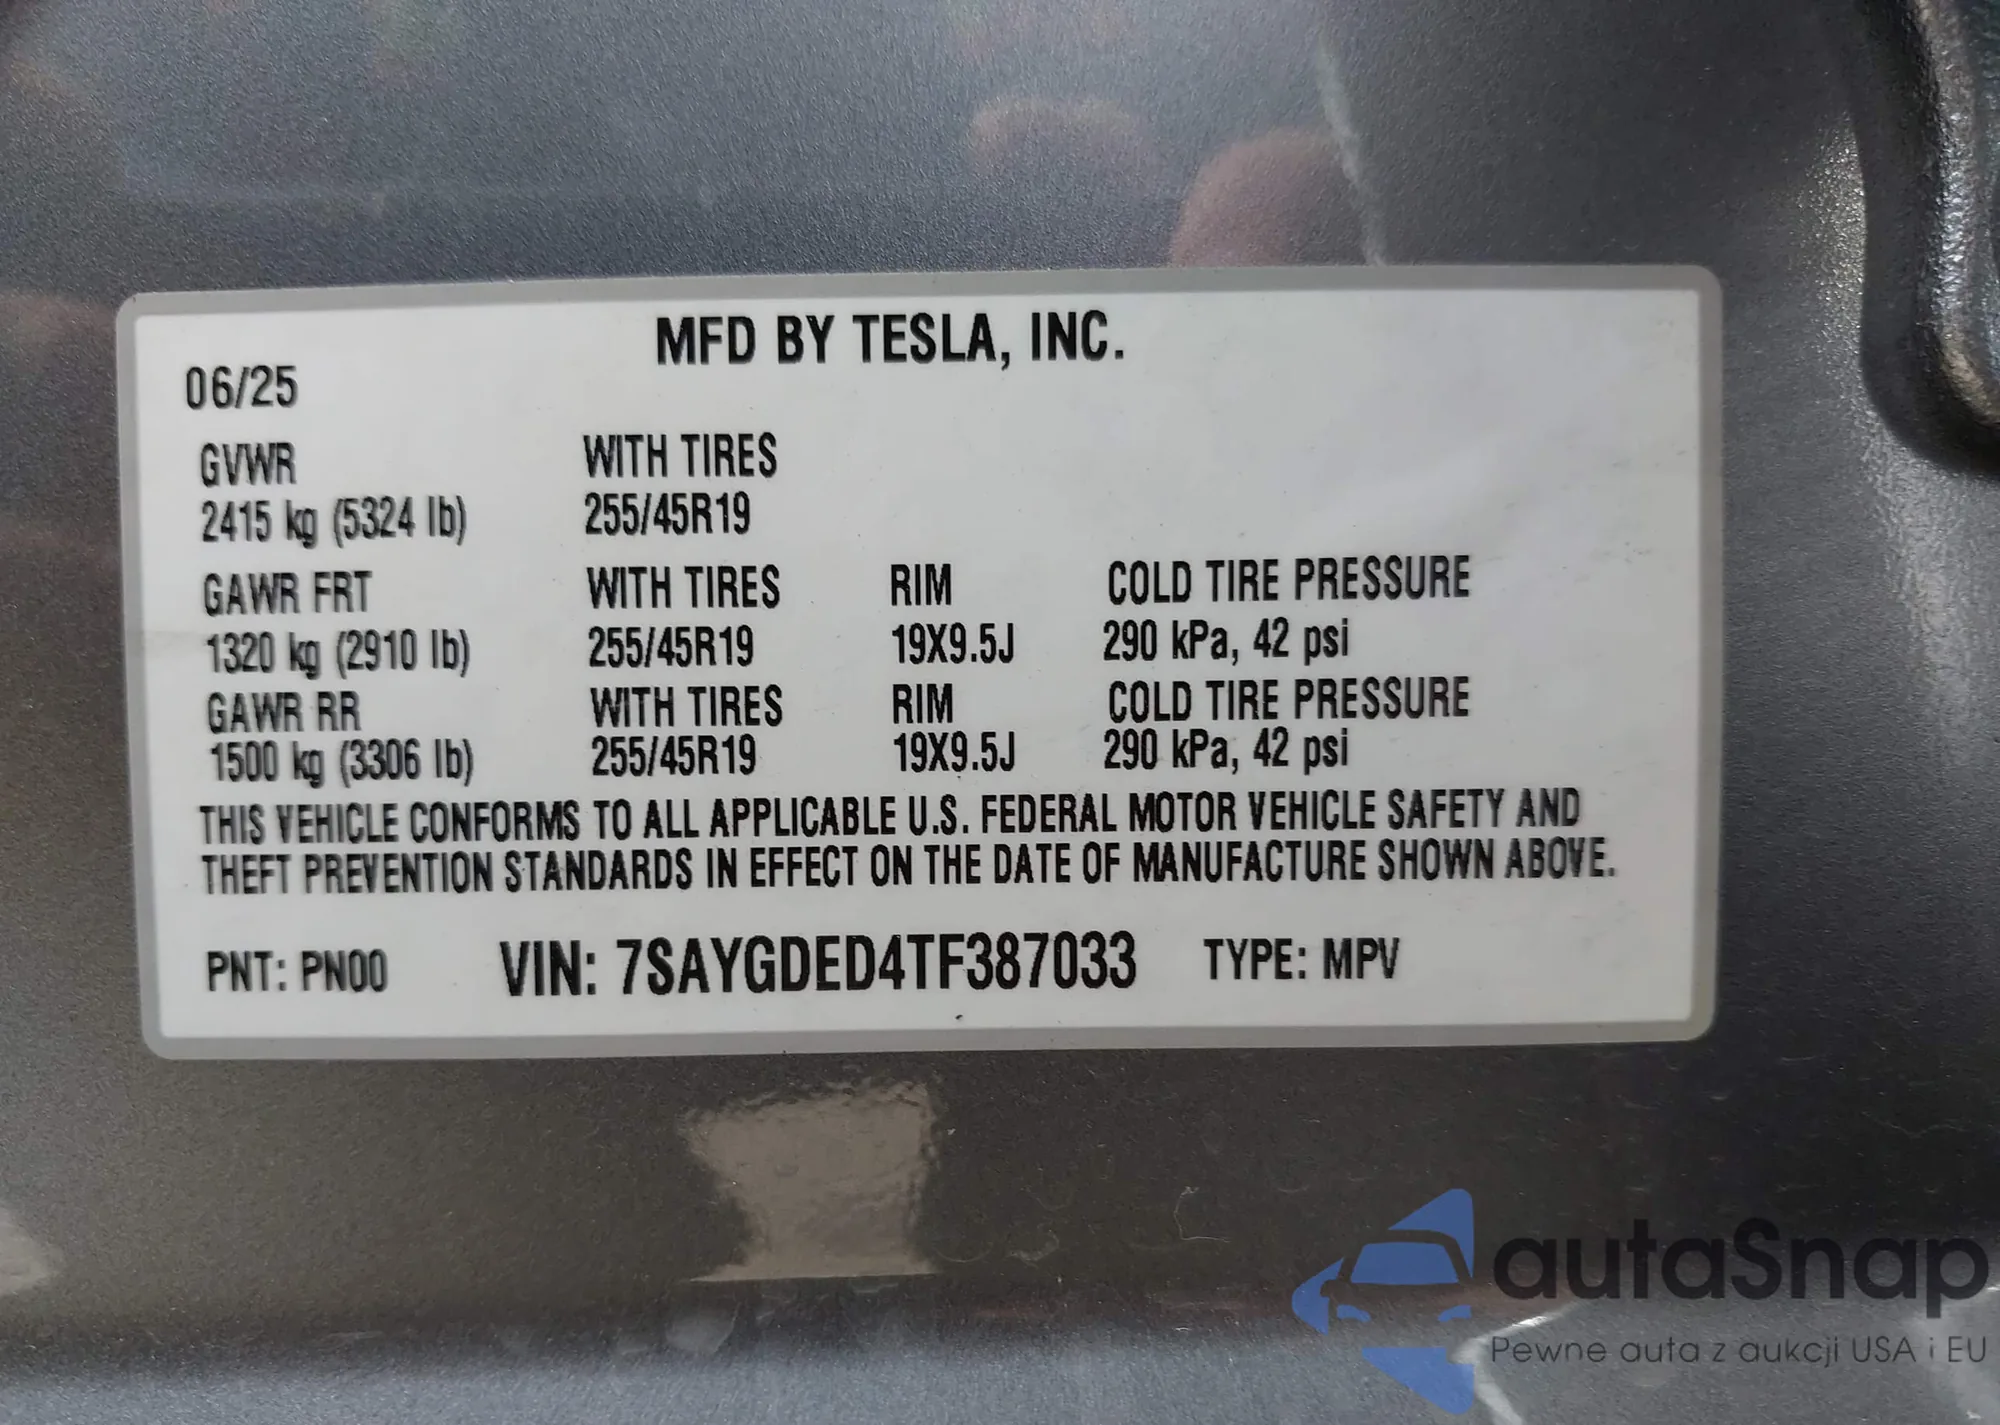 MFD BY TESLA, INC.
06/25
GVWR WITH TIRES
2415 kg (5324 lb) 255/45R19
GAWR FRT WITH TIRES RIM COLD TIRE PRESSURE
1320 kg (2910 lb) 255/45R19 19X9.5J 290 kPa, 42 psi
GAWR RR WITH TIRES RIM COLD TIRE PRESSURE
1500 kg (3306 lb) 255/45R19 19X9.5J 290 kPa, 42 psi
THIS VEHICLE CONFORMS TO ALL APPLICABLE U.S. FEDERAL MOTOR VEHICLE SAFETY AND
THEFT PREVENTION STANDARDS IN EFFECT ON THE DATE OF MANUFACTURE SHOWN ABOVE.
PNT: PN00 VIN: 7SAYGDED4TF387033 TYPE: MPV
autaSnap
Pewne auta z aukcji USA i EU